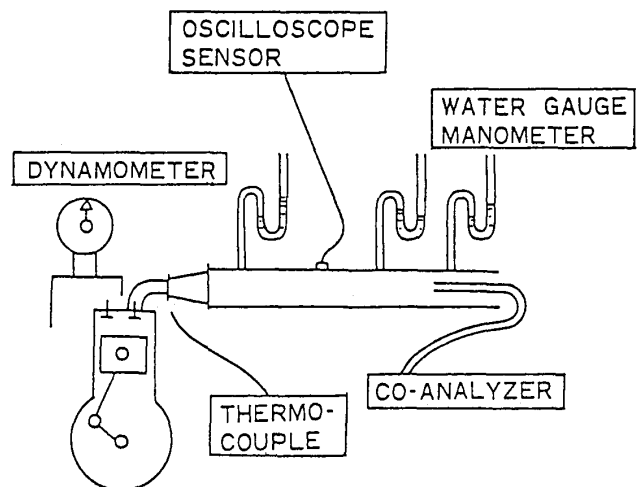 OSCILLOSCOPE
SENSOR
WATER GAUGE
MANOMETER
DYNAMOMETER
CO-ANALYZER
THERMO-
COUPLE